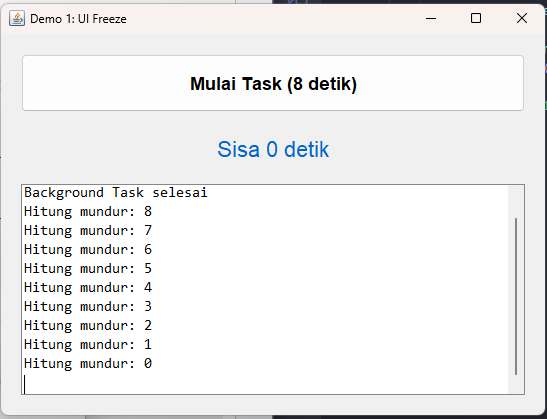 Demo 1: UI Freeze
Mulai Task (8 detik)
Sisa 0 detik
Background Task selesai
Hitung mundur: 8
Hitung mundur: 7
Hitung mundur: 6
Hitung mundur: 5
Hitung mundur: 4
Hitung mundur: 3
Hitung mundur: 2
Hitung mundur: 1
Hitung mundur: 0